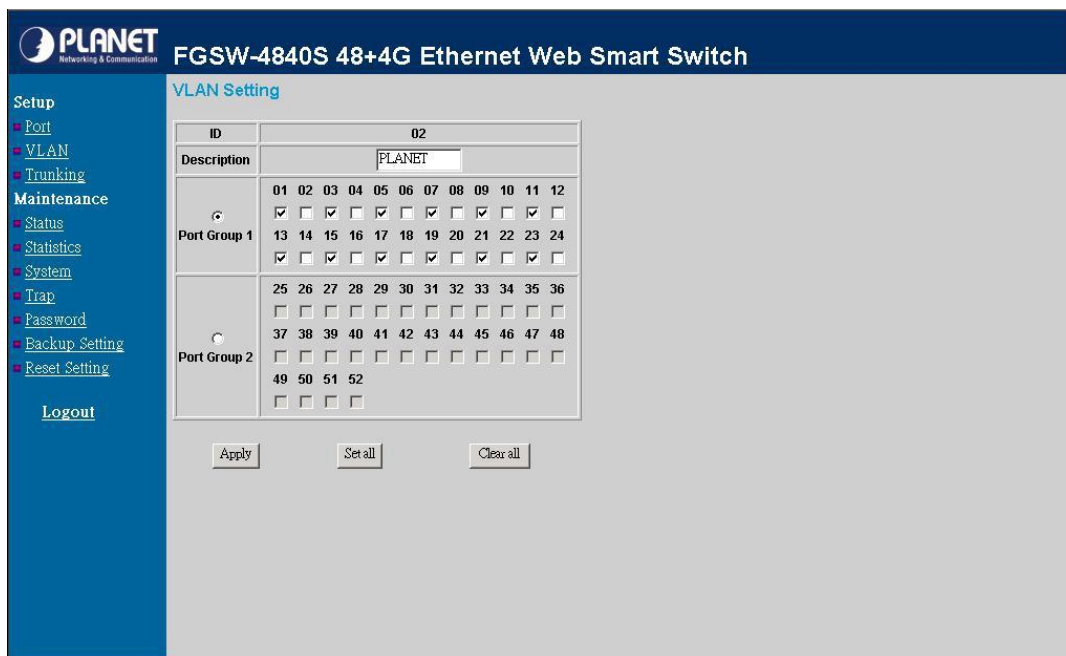 PLANET
Networking & Communication
FGSW-4840S 48+4G Ethernet Web Smart Switch
Setup
Port
VLAN
Trunking
Maintenance
Status
Statistics
System
Trap
Password
Backup Setting
Reset Setting
Logout
VLAN Setting
ID 02
Description PLANET
Port Group 1
01 02 03 04 05 06 07 08 09 10 11 12
13 14 15 16 17 18 19 20 21 22 23 24
Port Group 2
25 26 27 28 29 30 31 32 33 34 35 36
37 38 39 40 41 42 43 44 45 46 47 48
49 50 51 52
Apply Set all Clear all